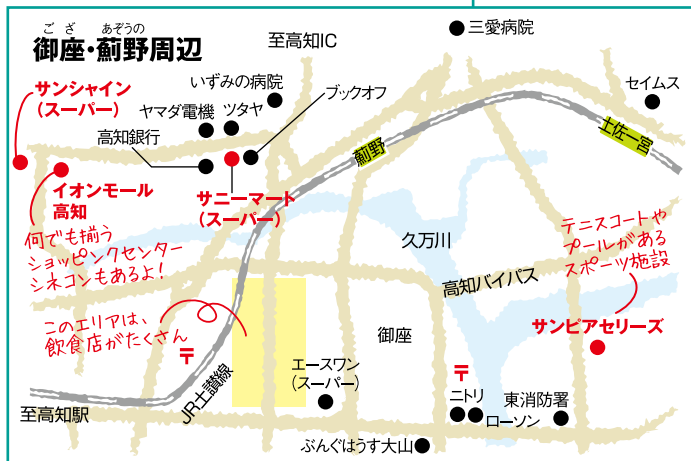 ござ あぞうの
御座・薊野周辺
至高知IC
三愛病院
サンシャイン
(スーパー)
いずみの病院
ブックオフ
セイムス
ヤマダ電機 ツタヤ
高知銀行
薊野
土佐一宮
イオンモール
高知
サニーマート
(スーパー)
何でも揃う
ショッピンクセンター
シネコンもあるよ!
久万川
テニスコートや
プールがある
スポーツ施設
高知バイパス
このエリアは、
飲食店がたくさん
御座
サンピアセリーズ
〒
エースワン
(スーパー)
〒
JR土讃線
ニトリ
東消防署
ローソン
至高知駅
ぶんぐはうす大山